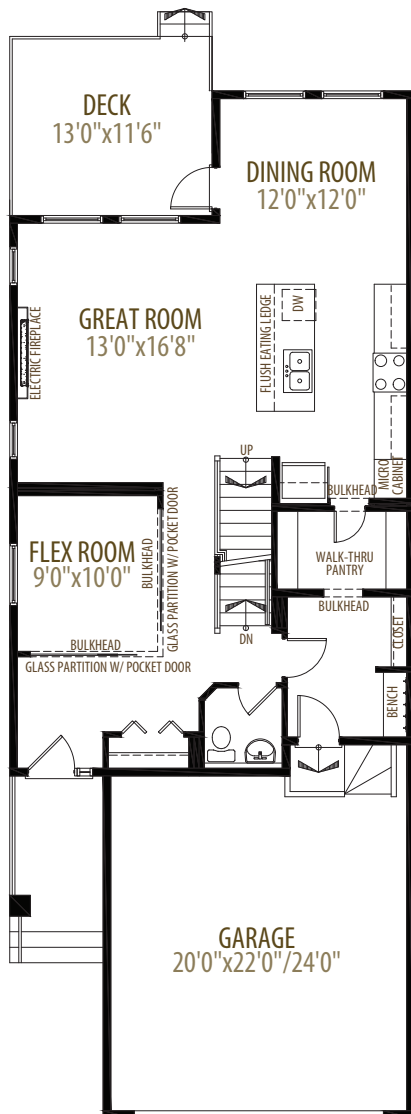 DECK
13'0"x11'6"
DINING ROOM
12'0"x12'0"
FLUSH EATING LEDGE
DW
GREAT ROOM
13'0"x16'8"
ELECTRIC FIREPLACE
MICRO
CABINET
UP
BULKHEAD
FLEX ROOM
9'0"x10'0"
BULKHEAD
GLASS PARTITION W/ POCKET DOOR
WALK-THRU
PANTRY
BULKHEAD
DN
CLOSET
BULKHEAD
GLASS PARTITION W/ POCKET DOOR
BENCH
GARAGE
20'0"x22'0"/24'0"